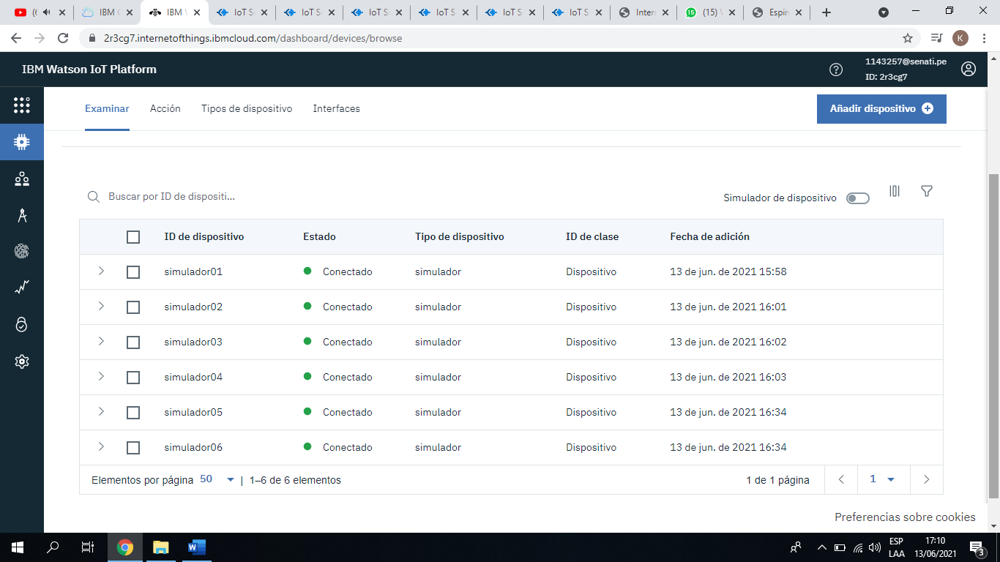 (( IBM C IBM W IoT S IoT S IoT S IoT S IoT S IoT S Inter (15) Espir
2r3cg7.internetofthings.ibmcloud.com/dashboard/devices/browse K
IBM Watson IoT Platform
1143257@senati.pe
ID: 2r3cg7
Examinar Acción Tipos de dispositivo Interfaces Añadir dispositivo
Buscar por ID de dispositi... Simulador de dispositivo
ID de dispositivo Estado Tipo de dispositivo ID de clase Fecha de adición
simulador01 Conectado simulador Dispositivo 13 de jun. de 2021 15:58
simulador02 Conectado simulador Dispositivo 13 de jun. de 2021 16:01
simulador03 Conectado simulador Dispositivo 13 de jun. de 2021 16:02
simulador04 Conectado simulador Dispositivo 13 de jun. de 2021 16:03
simulador05 Conectado simulador Dispositivo 13 de jun. de 2021 16:34
simulador06 Conectado simulador Dispositivo 13 de jun. de 2021 16:34
Elementos por página 50 | 1–6 de 6 elementos 1 de 1 página 1
Preferencias sobre cookies
ESP 17:10
LAA 13/06/2021 3